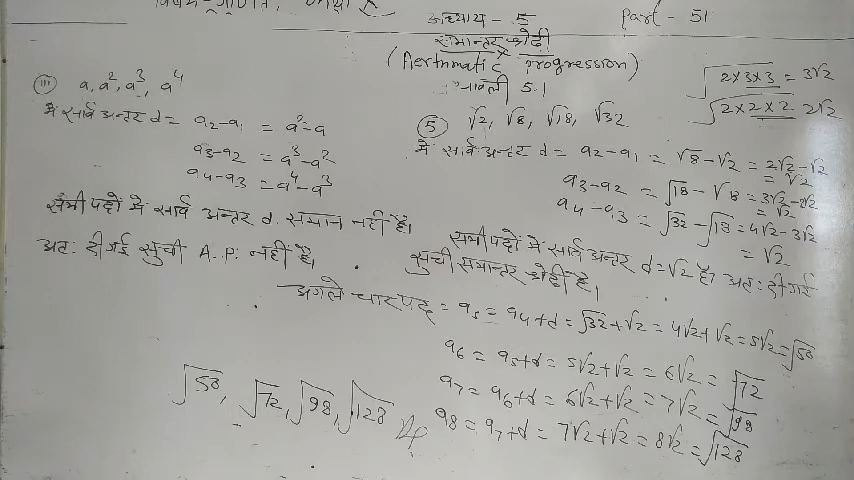 विषय-गणित, कक्षा
अध्याय - 5
Part - 51
समान्तर श्रेढ़ी
(Aerthmatic Progression)
5.1
√2×3×3 = 3√2
√2×2×2 2√2
(iii) a, a², a³, a⁴
में सार्व अन्तर d = a2-a1 = a²-a
a3-a2 = a³-a²
a4-a3 = a⁴-a³
सभी पदों में सार्व अन्तर d. समान नहीं है।
अतः दी गई सूची A.P. नहीं है।
(5) √2, √8, √18, √32
में सार्व अन्तर d = a2-a1 = √8-√2 = 2√2-√2
= √2
a3-a2 = √18-√8 = 3√2-2√2
= √2
a4-a3 = √32-√18 = 4√2-3√2
= √2
सभी पदों में सार्व अन्तर d=√2 है। अतः दी गई
सूची समान्तर श्रेढ़ी है।
अगले चार पद = a5 = a4+d = √32+√2 = 4√2+√2 = 5√2 = √50
a6 = a5+d = 5√2+√2 = 6√2 = √72
a7 = a6+d = 6√2+√2 = 7√2 = √98
a8 = a7+d = 7√2+√2 = 8√2 = √128
√50, √72, √98, √128